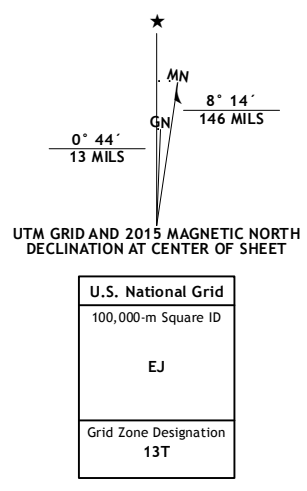 ★
MN
8° 14´
146 MILS
GN
0° 44´
13 MILS
UTM GRID AND 2015 MAGNETIC NORTH
DECLINATION AT CENTER OF SHEET
U.S. National Grid
100,000-m Square ID
EJ
Grid Zone Designation
13T